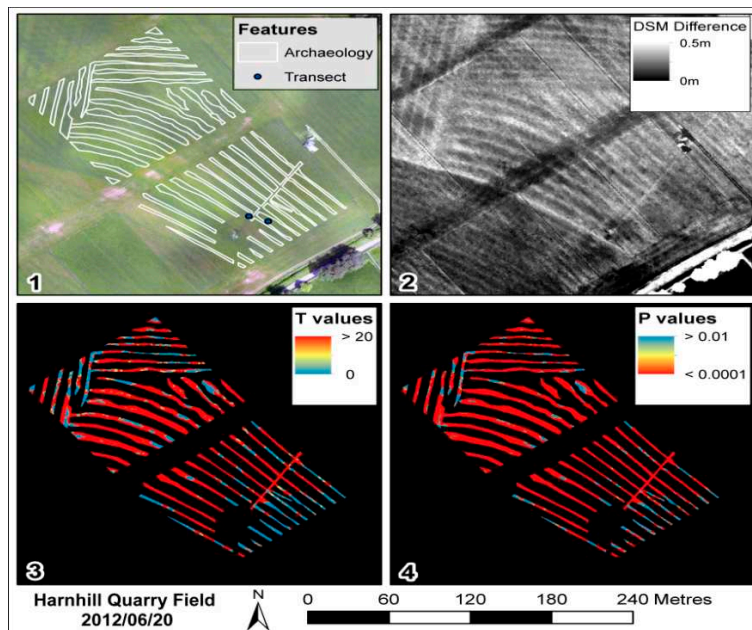 Features
Archaeology
Transect
1
DSM Difference
0.5m
0m
2
T values
> 20
0
3
P values
> 0.01
< 0.0001
4
Harnhill Quarry Field
2012/06/20
N
0 60 120 180 240 Metres